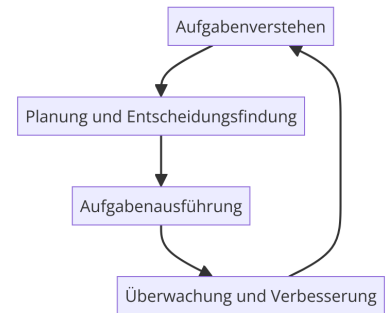 Aufgabenverstehen
Planung und Entscheidungsfindung
Aufgabenausführung
Überwachung und Verbesserung